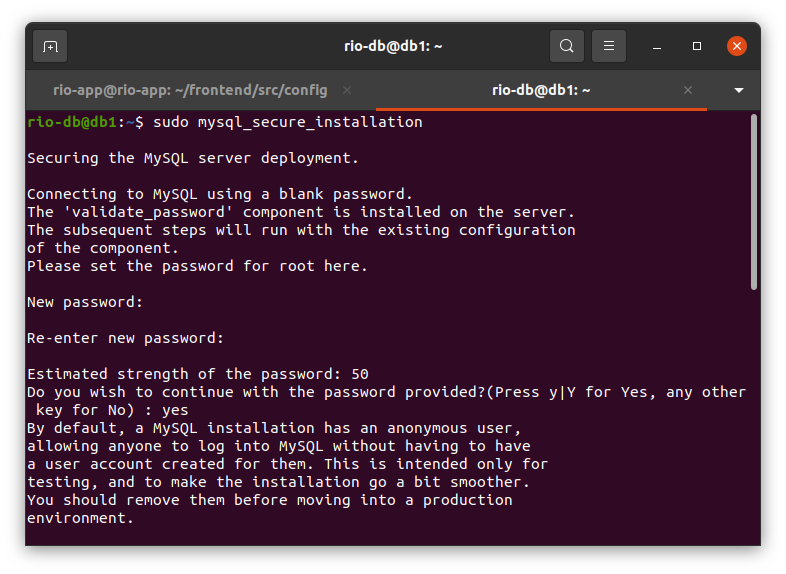 rio-db@db1: ~
rio-app@rio-app: ~/frontend/src/config
rio-db@db1: ~
rio-db@db1:~$ sudo mysql_secure_installation
Securing the MySQL server deployment.
Connecting to MySQL using a blank password.
The 'validate_password' component is installed on the server.
The subsequent steps will run with the existing configuration
of the component.
Please set the password for root here.
New password:
Re-enter new password:
Estimated strength of the password: 50
Do you wish to continue with the password provided?(Press y|Y for Yes, any other
 key for No) : yes
By default, a MySQL installation has an anonymous user,
allowing anyone to log into MySQL without having to have
a user account created for them. This is intended only for
testing, and to make the installation go a bit smoother.
You should remove them before moving into a production
environment.